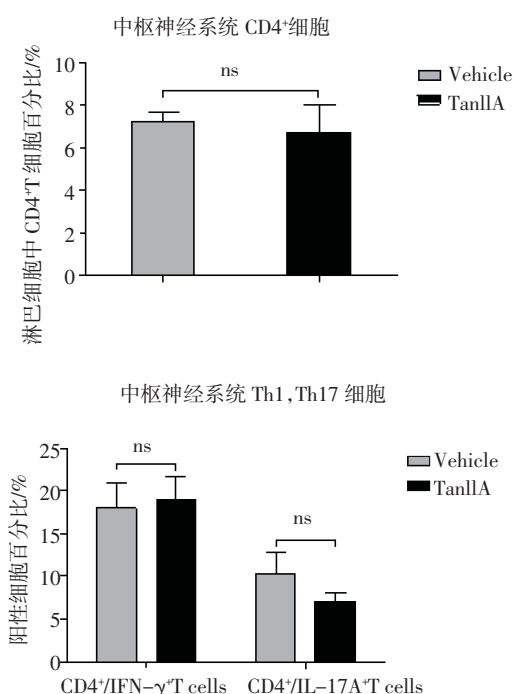 中枢神经系统 CD4⁺细胞
淋巴细胞中 CD4⁺T 细胞百分比/%
10
8
6
4
2
0
ns
Vehicle
TanllA
中枢神经系统 Th1,Th17 细胞
阳性细胞百分比/%
25
20
15
10
5
0
ns
ns
Vehicle
TanllA
CD4⁺/IFN-γ⁺T cells
CD4⁺/IL-17A⁺T cells